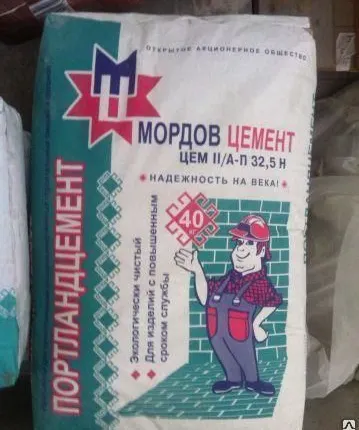 ОТКРЫТОЕ АКЦИОНЕРНОЕ ОБЩЕСТВО
МЦ
МОРДОВ ЦЕМЕНТ
ЦЕМ II/А-П 32,5 Н
НАДЕЖНОСТЬ НА ВЕКА!
40
КГ
Экологически чистый
Для изделий с повышенным
сроком службы
ПОРТЛАНДЦЕМЕНТ